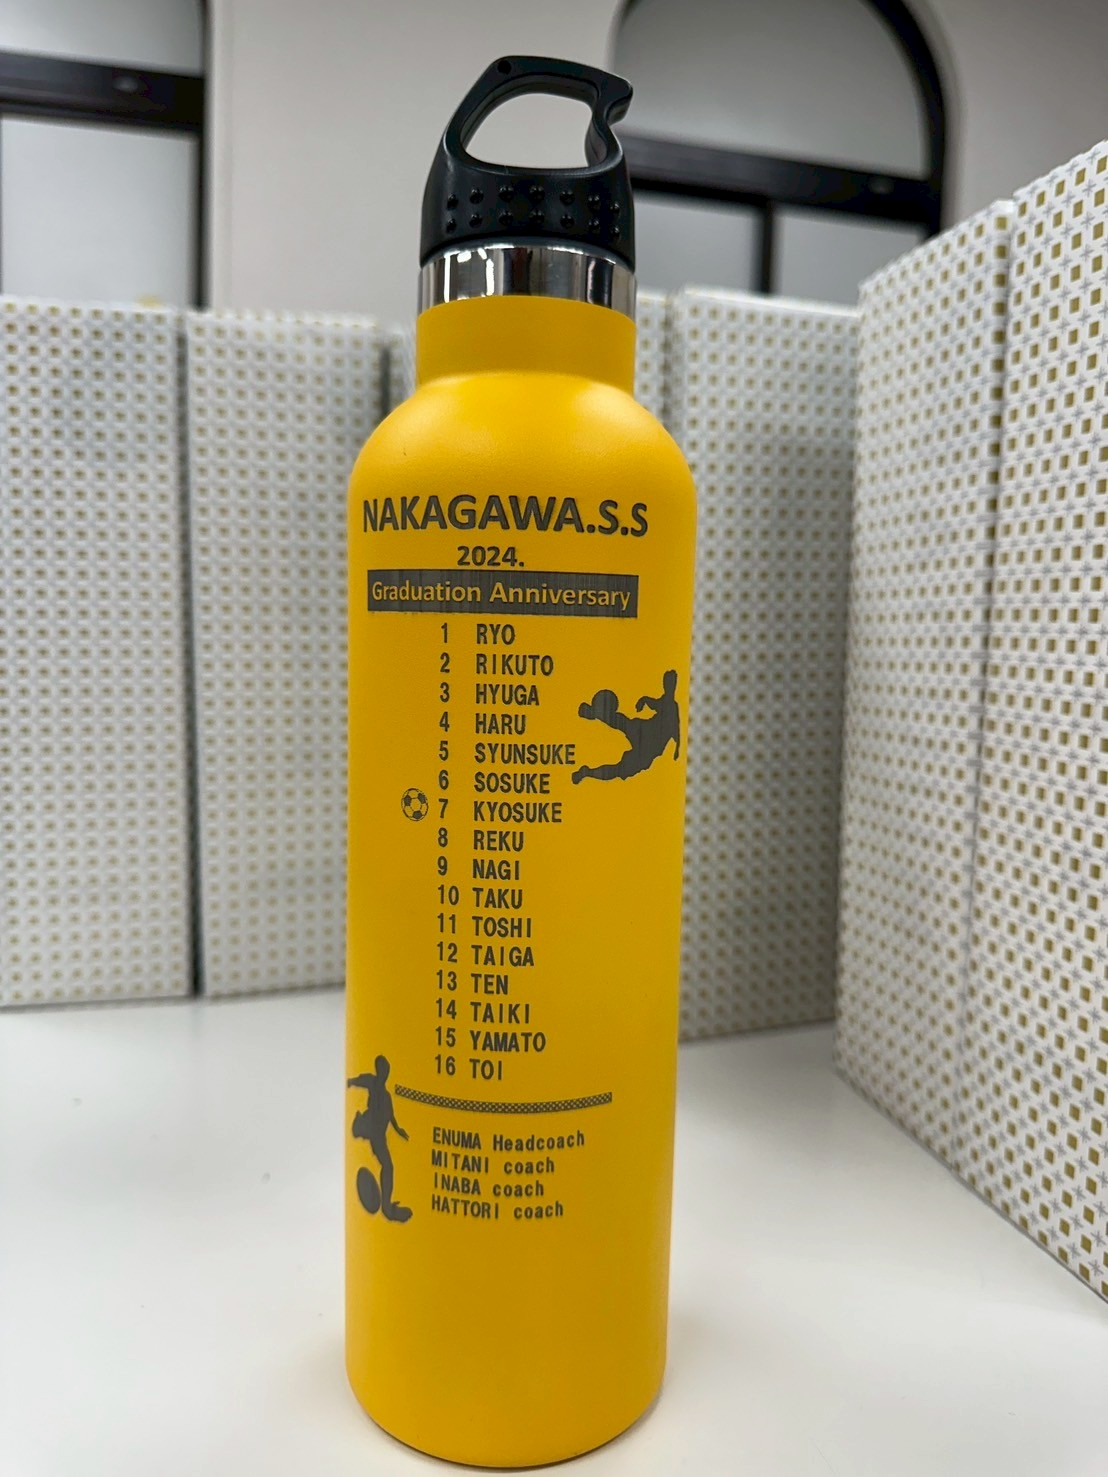 NAKAGAWA.S.S
2024.
Graduation Anniversary
1 RYO
2 RIKUTO
3 HYUGA
4 HARU
5 SYUNSUKE
6 SOSUKE
7 KYOSUKE
8 REKU
9 NAGI
10 TAKU
11 TOSHI
12 TAIGA
13 TEN
14 TAIKI
15 YAMATO
16 TOI
ENUMA Headcoach
MITANI coach
INABA coach
HATTORI coach